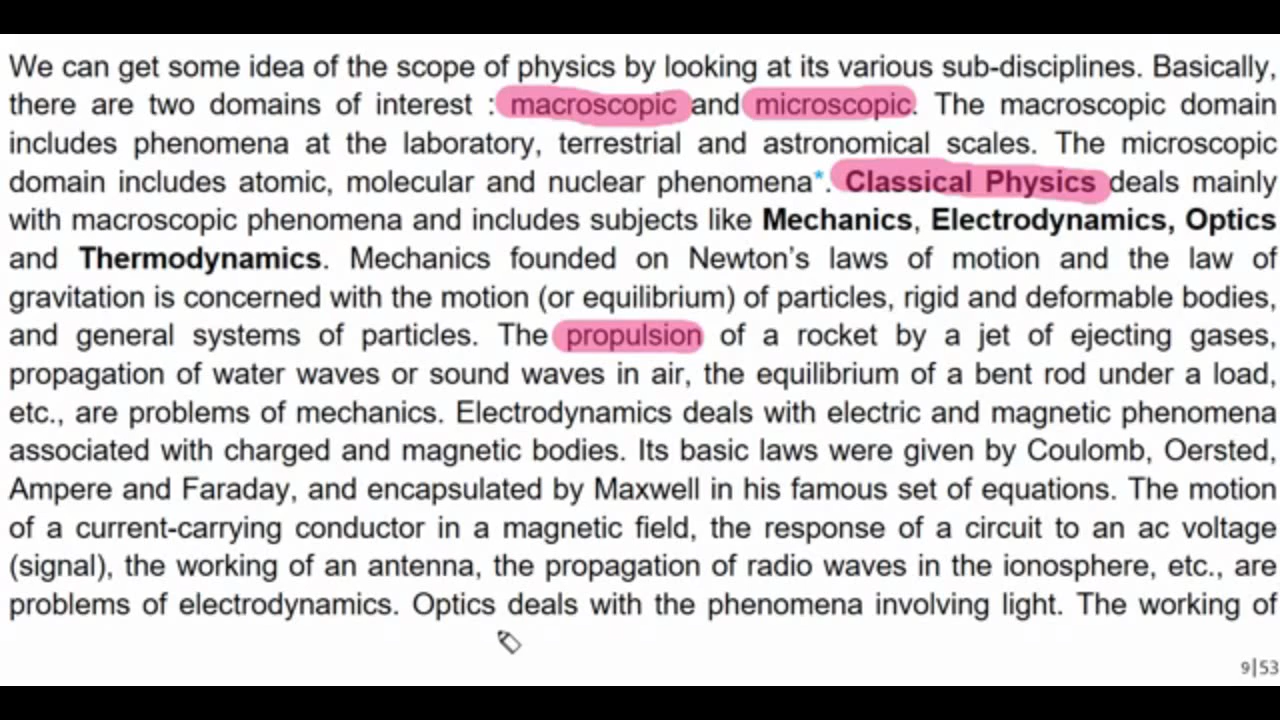 We can get some idea of the scope of physics by looking at its various sub-disciplines. Basically,
there are two domains of interest : macroscopic and microscopic. The macroscopic domain
includes phenomena at the laboratory, terrestrial and astronomical scales. The microscopic
domain includes atomic, molecular and nuclear phenomena*. Classical Physics deals mainly
with macroscopic phenomena and includes subjects like Mechanics, Electrodynamics, Optics
and Thermodynamics. Mechanics founded on Newton's laws of motion and the law of
gravitation is concerned with the motion (or equilibrium) of particles, rigid and deformable bodies,
and general systems of particles. The propulsion of a rocket by a jet of ejecting gases,
propagation of water waves or sound waves in air, the equilibrium of a bent rod under a load,
etc., are problems of mechanics. Electrodynamics deals with electric and magnetic phenomena
associated with charged and magnetic bodies. Its basic laws were given by Coulomb, Oersted,
Ampere and Faraday, and encapsulated by Maxwell in his famous set of equations. The motion
of a current-carrying conductor in a magnetic field, the response of a circuit to an ac voltage
(signal), the working of an antenna, the propagation of radio waves in the ionosphere, etc., are
problems of electrodynamics. Optics deals with the phenomena involving light. The working of
9|53